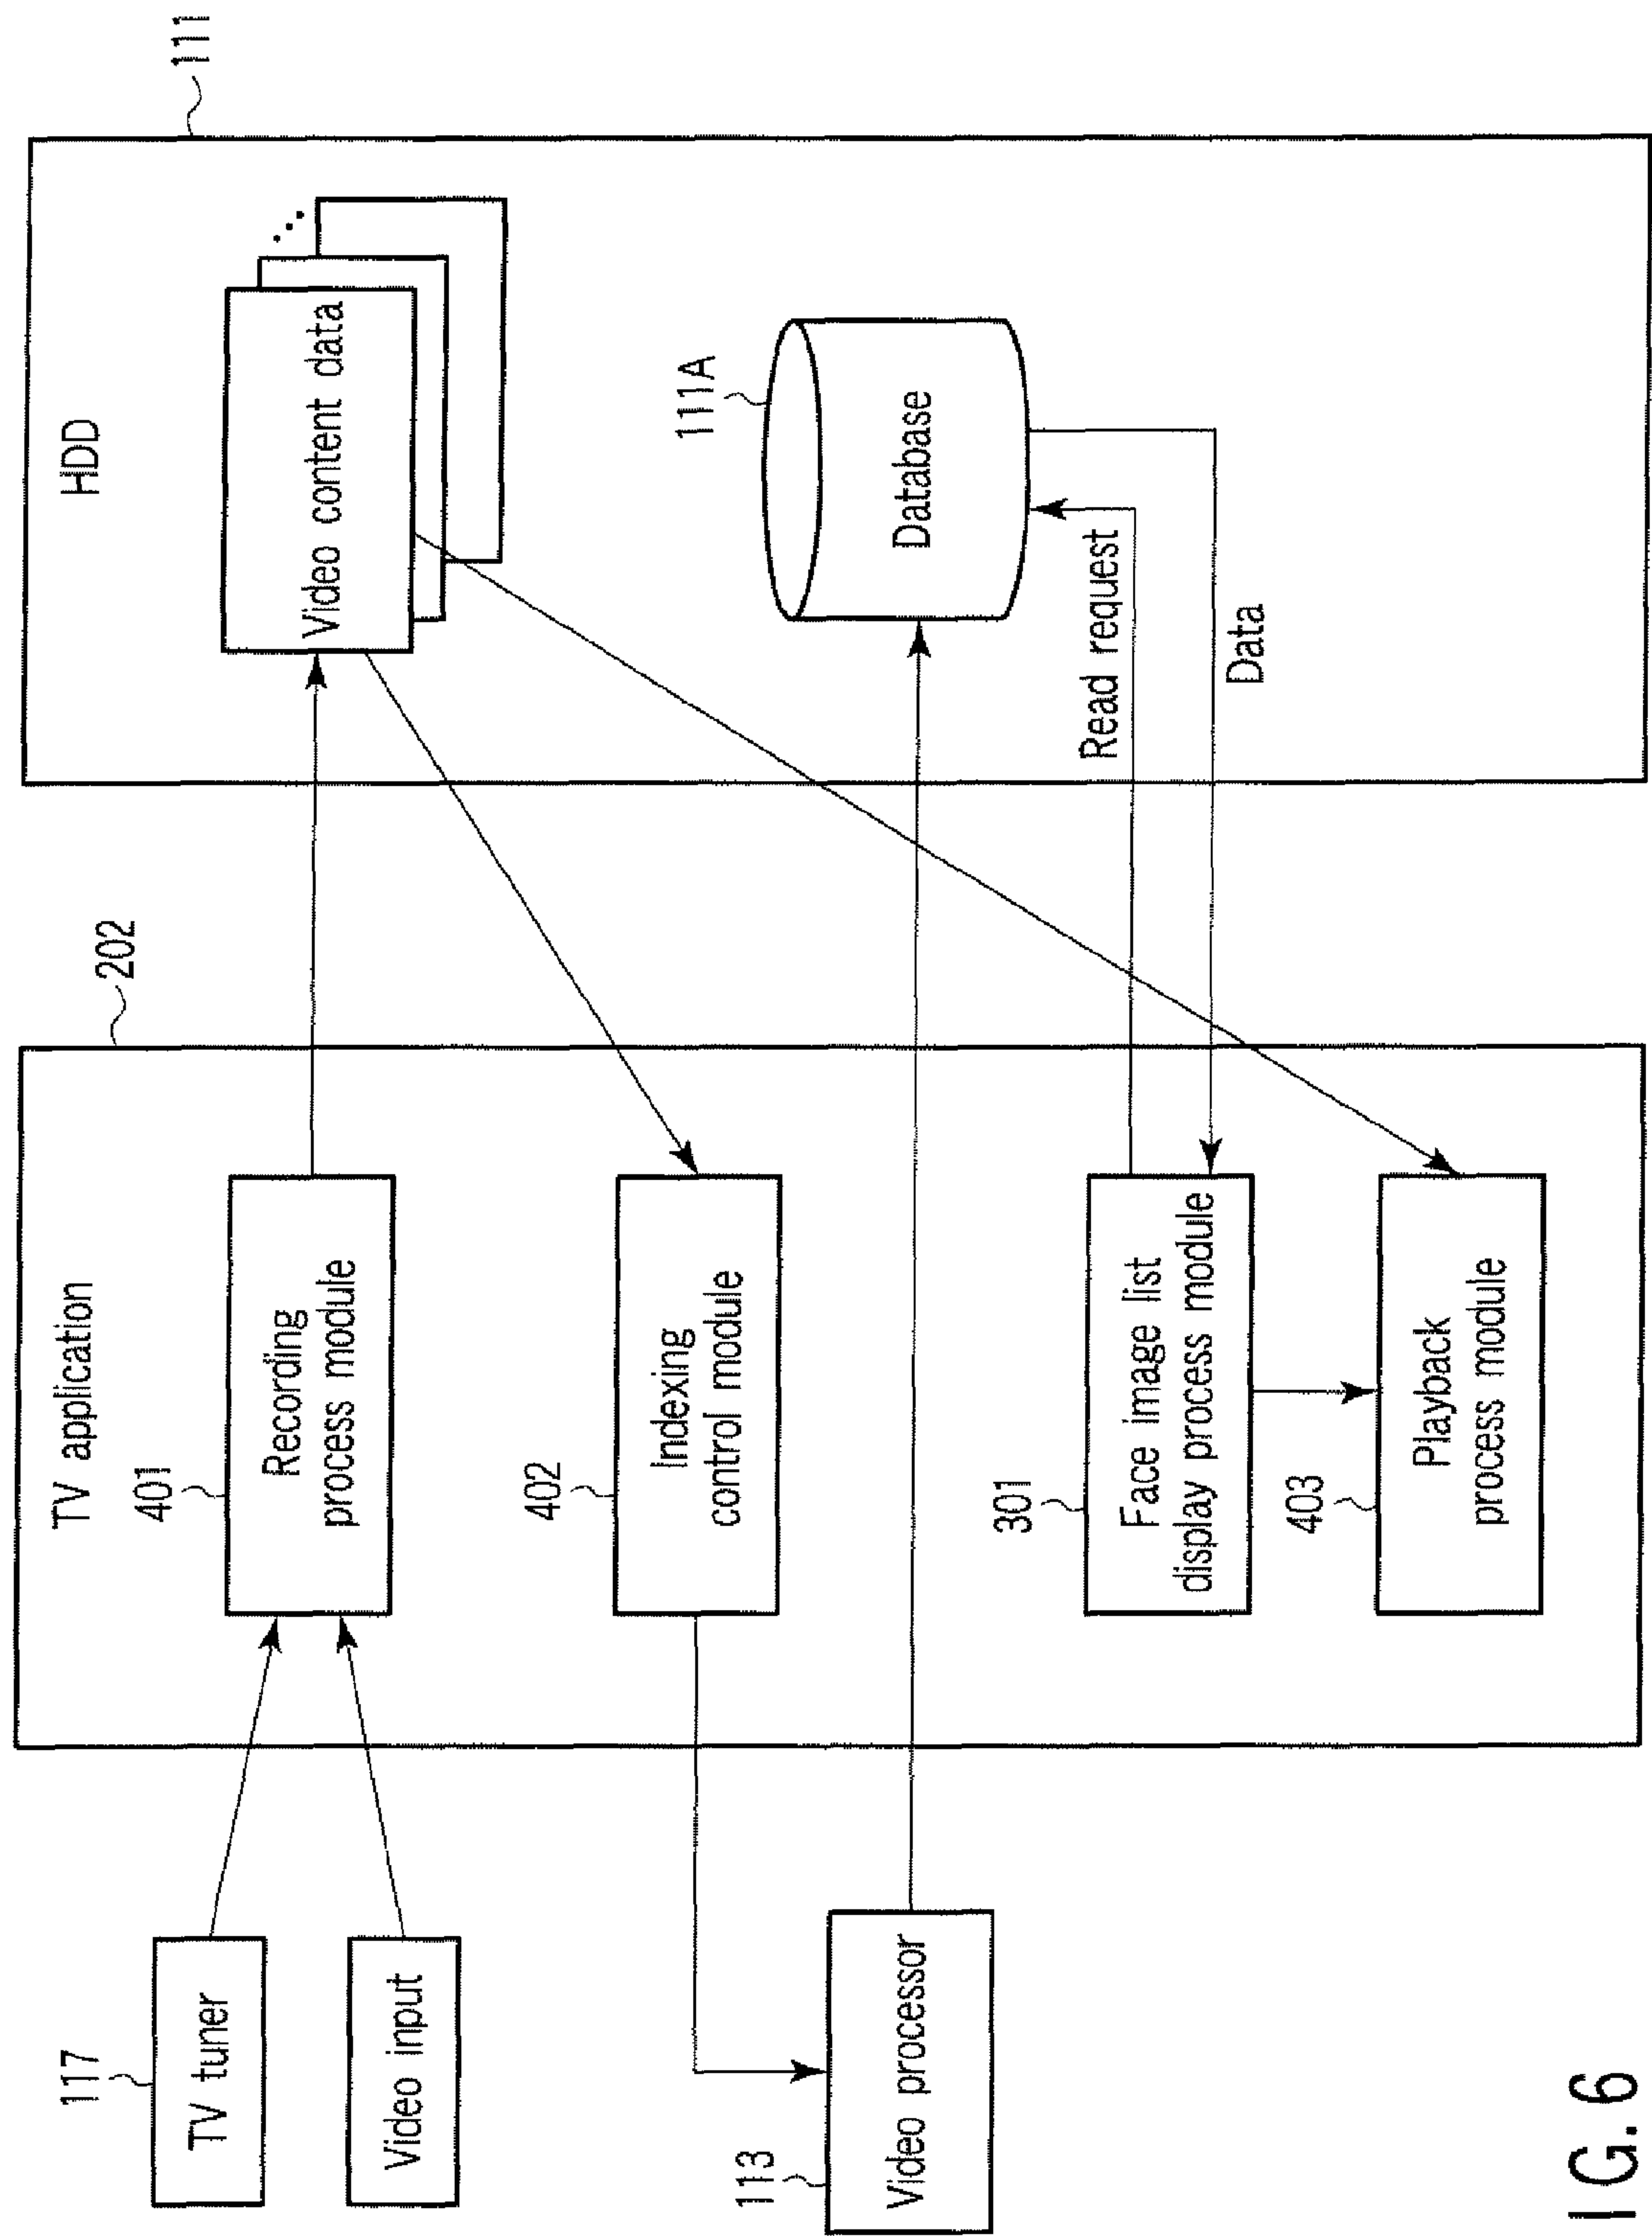 TV application
202
HDD
111
117
TV tuner
Video input
401
Recording
process module
Video content data
402
Indexing
control module
113
Video processor
111A
Database
301
Face image list
display process module
Read request
Data
403
Playback
process module
I G. 6